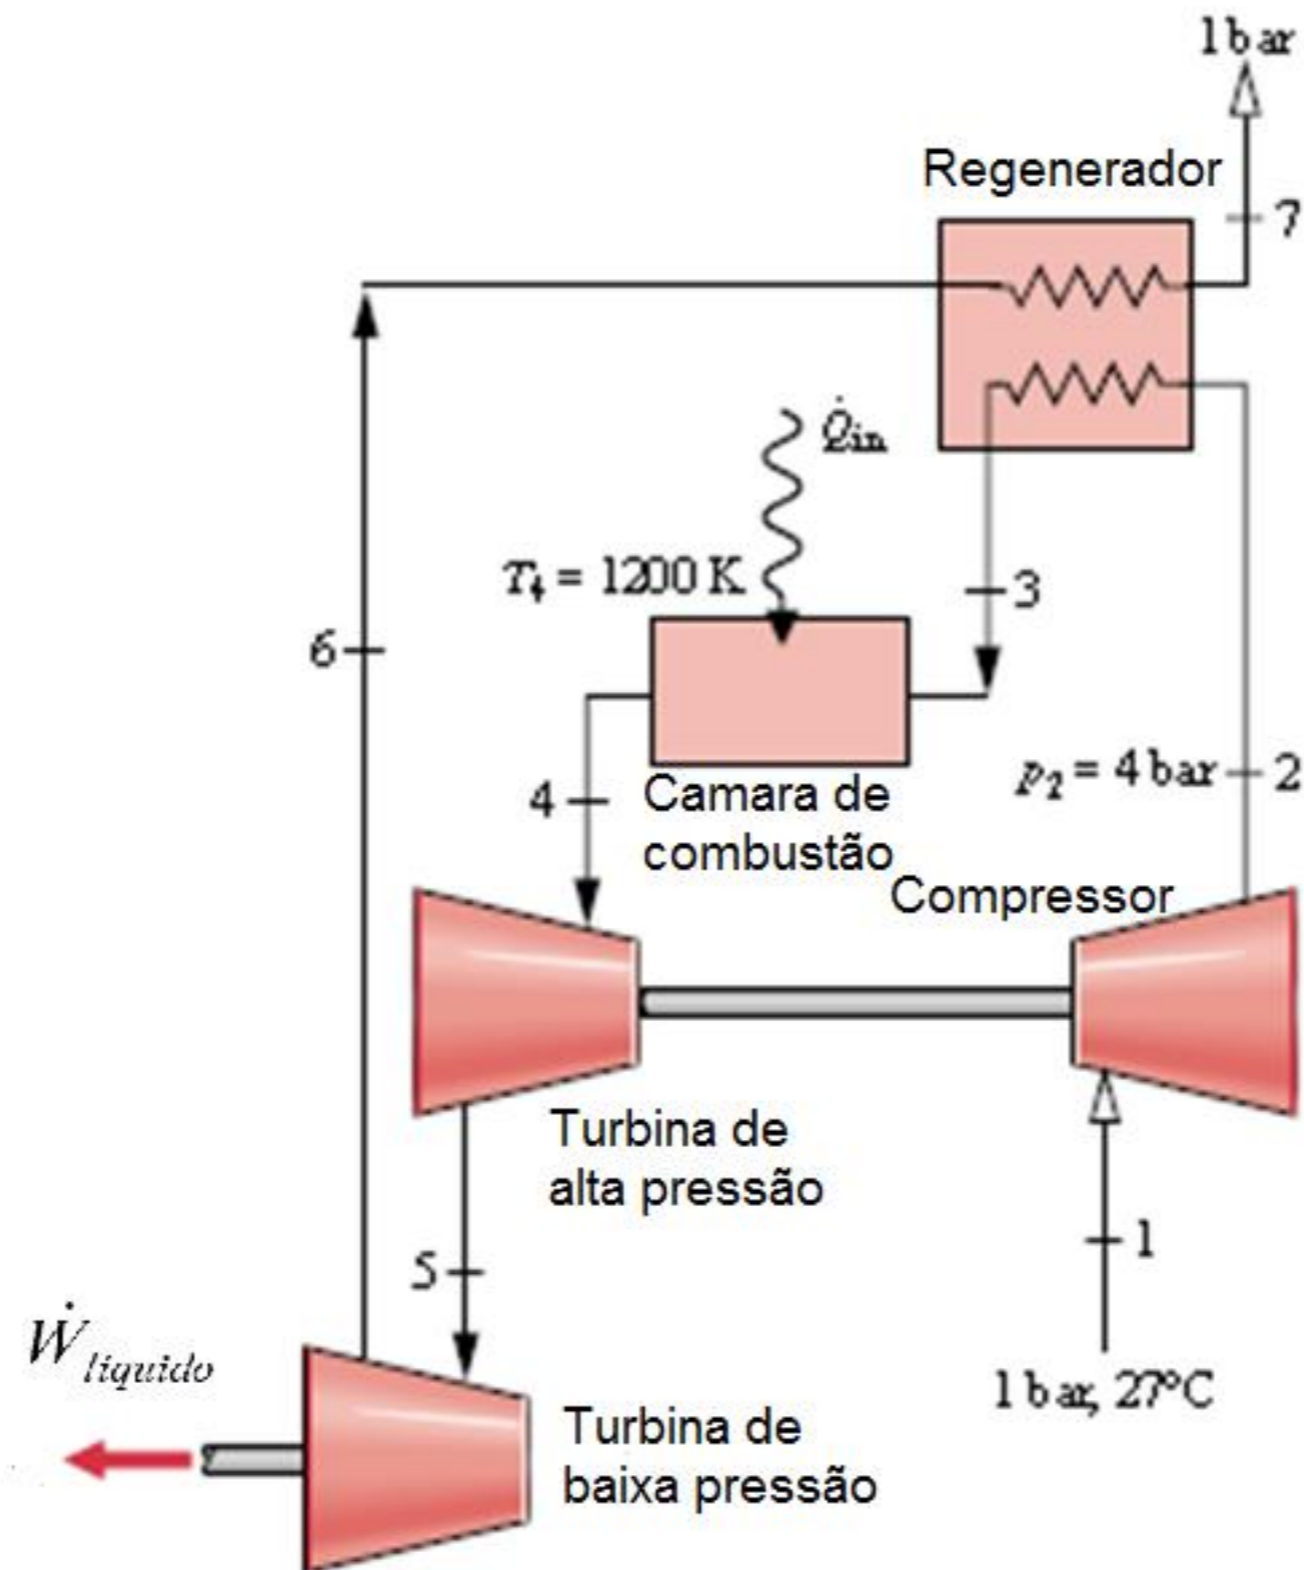 1 bar
Regenerador
7
Q̇in
T4 = 1200 K
3
6
p2 = 4 bar
2
4
Camara de
combustão
Compressor
Turbina de
alta pressão
1
5
Ẇ líquido
1 bar, 27°C
Turbina de
baixa pressão